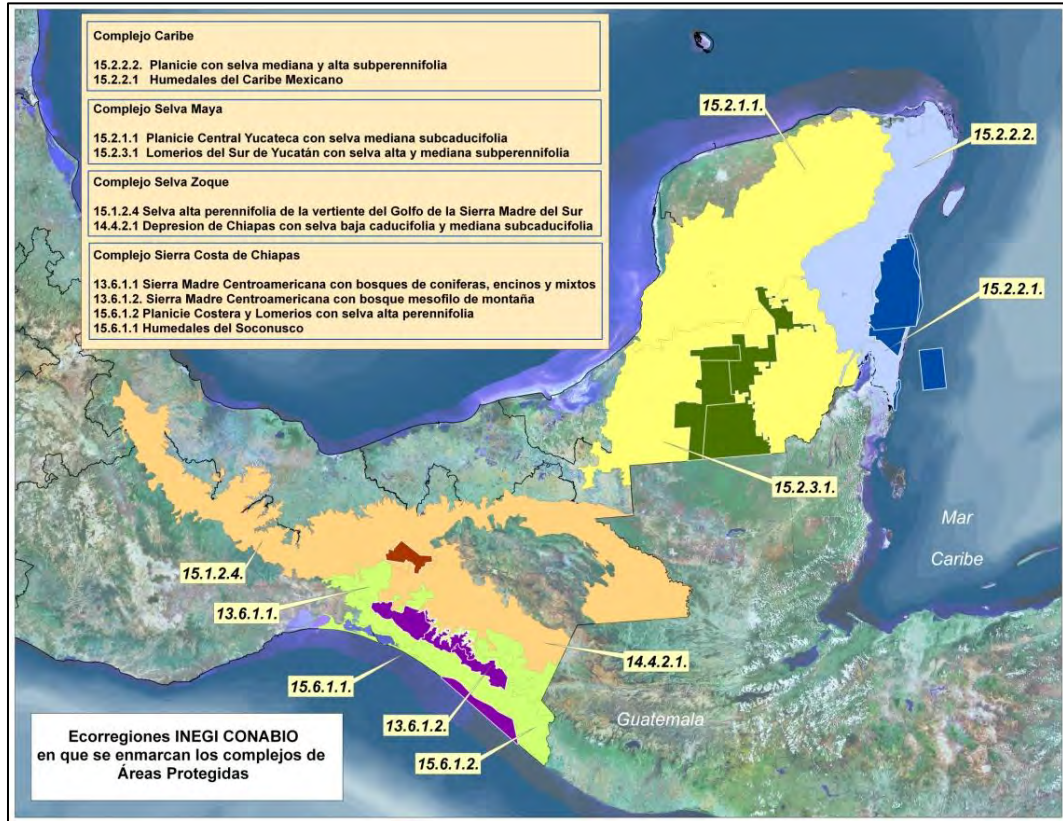 Complejo Caribe
15.2.2.2. Planicie con selva mediana y alta subperennifolia
15.2.2.1 Humedales del Caribe Mexicano
Complejo Selva Maya
15.2.1.1 Planicie Central Yucateca con selva mediana subcaducifolia
15.2.3.1 Lomerios del Sur de Yucatán con selva alta y mediana subperennifolia
Complejo Selva Zoque
15.1.2.4 Selva alta perennifolia de la vertiente del Golfo de la Sierra Madre del Sur
14.4.2.1 Depresion de Chiapas con selva baja caducifolia y mediana subcaducifolia
Complejo Sierra Costa de Chiapas
13.6.1.1 Sierra Madre Centroamericana con bosques de coniferas, encinos y mixtos
13.6.1.2. Sierra Madre Centroamericana con bosque mesofilo de montaña
15.6.1.2 Planicie Costera y Lomerios con selva alta perennifolia
15.6.1.1 Humedales del Soconusco
15.2.1.1.
15.2.2.2.
15.2.2.1.
15.2.3.1.
Mar
Caribe
15.1.2.4.
13.6.1.1.
14.4.2.1.
15.6.1.1.
13.6.1.2.
Guatemala
15.6.1.2.
Ecorregiones INEGI CONABIO
en que se enmarcan los complejos de
Áreas Protegidas